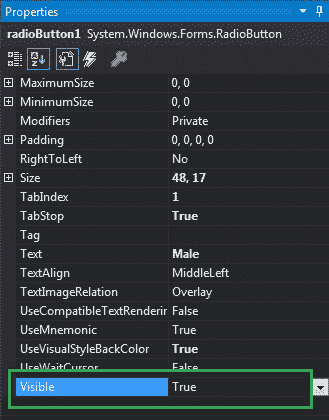 Properties
radioButton1 System.Windows.Forms.RadioButton
MaximumSize 0, 0
MinimumSize 0, 0
Modifiers Private
Padding 0, 0, 0, 0
RightToLeft No
Size 48, 17
TabIndex 1
TabStop True
Tag
Text Male
TextAlign MiddleLeft
TextImageRelation Overlay
UseCompatibleTextRenderin False
UseMnemonic True
UseVisualStyleBackColor True
UseWaitCursor False
Visible True